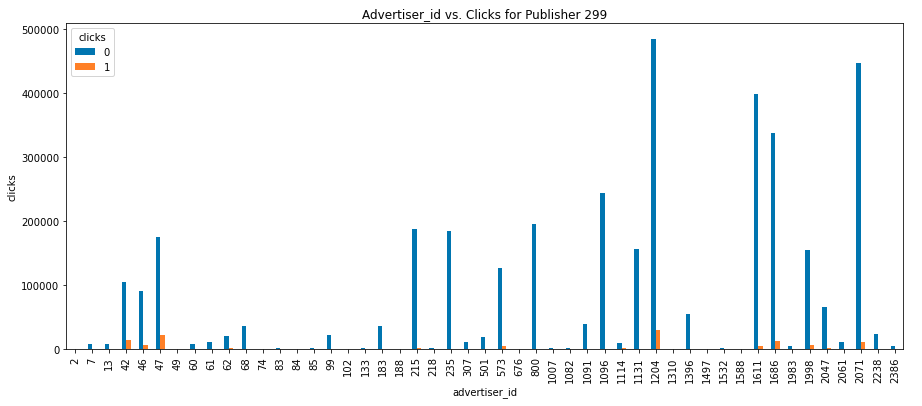 Advertiser_id vs. Clicks for Publisher 299
clicks
0
1
500000
400000
300000
200000
100000
0
clicks
2 7 13 42 46 47 49 60 61 62 68 74 83 84 85 99 102 133 183 188 215 218 235 307 501 573 676 800 1007 1082 1091 1096 1114 1131 1204 1310 1396 1497 1532 1588 1611 1686 1983 1998 2047 2061 2071 2238 2386
advertiser_id